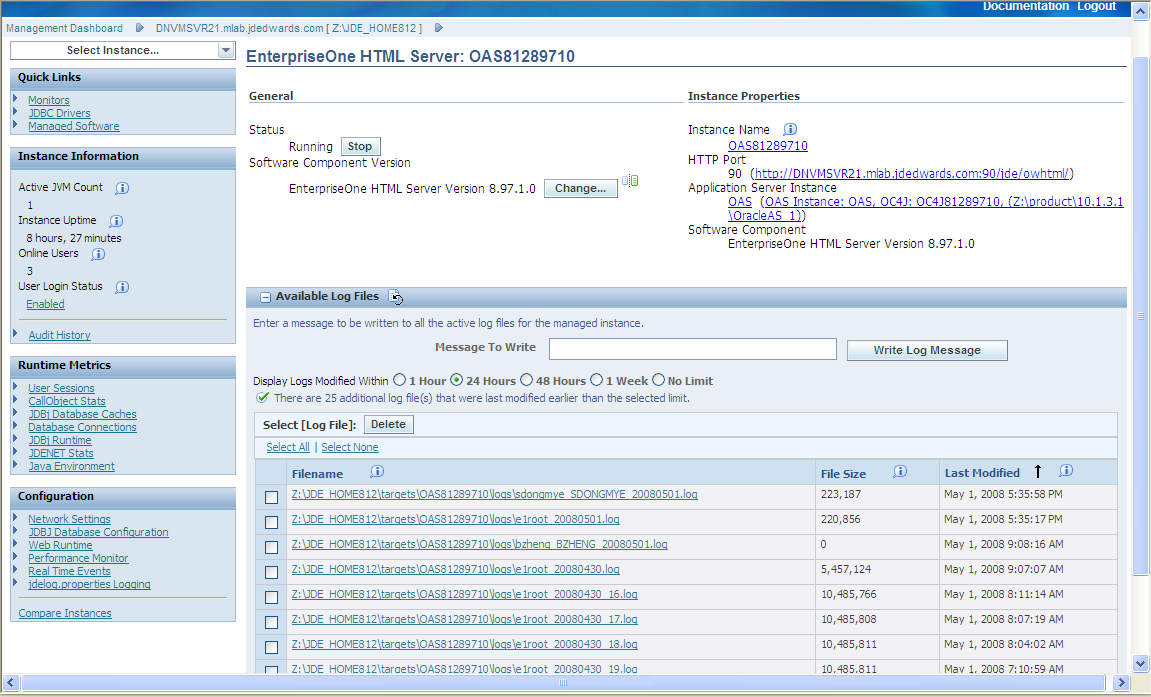 Documentation Logout
Management Dashboard DNVMSVR21.mlab.jdedwards.com [ Z:\JDE_HOME812 ]
Select Instance...
Quick Links
Monitors
JDBC Drivers
Managed Software
Instance Information
Active JVM Count
1
Instance Uptime
8 hours, 27 minutes
Online Users
3
User Login Status
Enabled
Audit History
Runtime Metrics
User Sessions
CallObject Stats
JDBj Database Caches
Database Connections
JDBj Runtime
JDENET Stats
Java Environment
Configuration
Network Settings
JDBJ Database Configuration
Web Runtime
Performance Monitor
Real Time Events
jdelog.properties Logging
Compare Instances
EnterpriseOne HTML Server: OAS81289710
General
Status
Running Stop
Software Component Version
EnterpriseOne HTML Server Version 8.97.1.0 Change...
Instance Properties
Instance Name
OAS81289710
HTTP Port
90 (http://DNVMSVR21.mlab.jdedwards.com:90/jde/owhtml/)
Application Server Instance
OAS (OAS Instance: OAS, OC4J: OC4J81289710, (Z:\product\10.1.3.1
\OracleAS_1))
Software Component
EnterpriseOne HTML Server Version 8.97.1.0
Available Log Files
Enter a message to be written to all the active log files for the managed instance.
Message To Write Write Log Message
Display Logs Modified Within 1 Hour 24 Hours 48 Hours 1 Week No Limit
There are 25 additional log file(s) that were last modified earlier than the selected limit.
Select [Log File]: Delete
Select All | Select None
Filename File Size Last Modified
Z:\JDE_HOME812\targets\OAS81289710\logs\sdongmye_SDONGMYE_20080501.log 223,187 May 1, 2008 5:35:58 PM
Z:\JDE_HOME812\targets\OAS81289710\logs\e1root_20080501.log 220,856 May 1, 2008 5:35:17 PM
Z:\JDE_HOME812\targets\OAS81289710\logs\bzheng_BZHENG_20080501.log 0 May 1, 2008 9:08:16 AM
Z:\JDE_HOME812\targets\OAS81289710\logs\e1root_20080430.log 5,457,124 May 1, 2008 9:07:07 AM
Z:\JDE_HOME812\targets\OAS81289710\logs\e1root_20080430_16.log 10,485,766 May 1, 2008 8:11:14 AM
Z:\JDE_HOME812\targets\OAS81289710\logs\e1root_20080430_17.log 10,485,808 May 1, 2008 8:07:19 AM
Z:\JDE_HOME812\targets\OAS81289710\logs\e1root_20080430_18.log 10,485,811 May 1, 2008 8:04:02 AM
Z:\JDE_HOME812\targets\OAS81289710\logs\e1root_20080430_19.log 10,485,811 May 1, 2008 7:10:59 AM